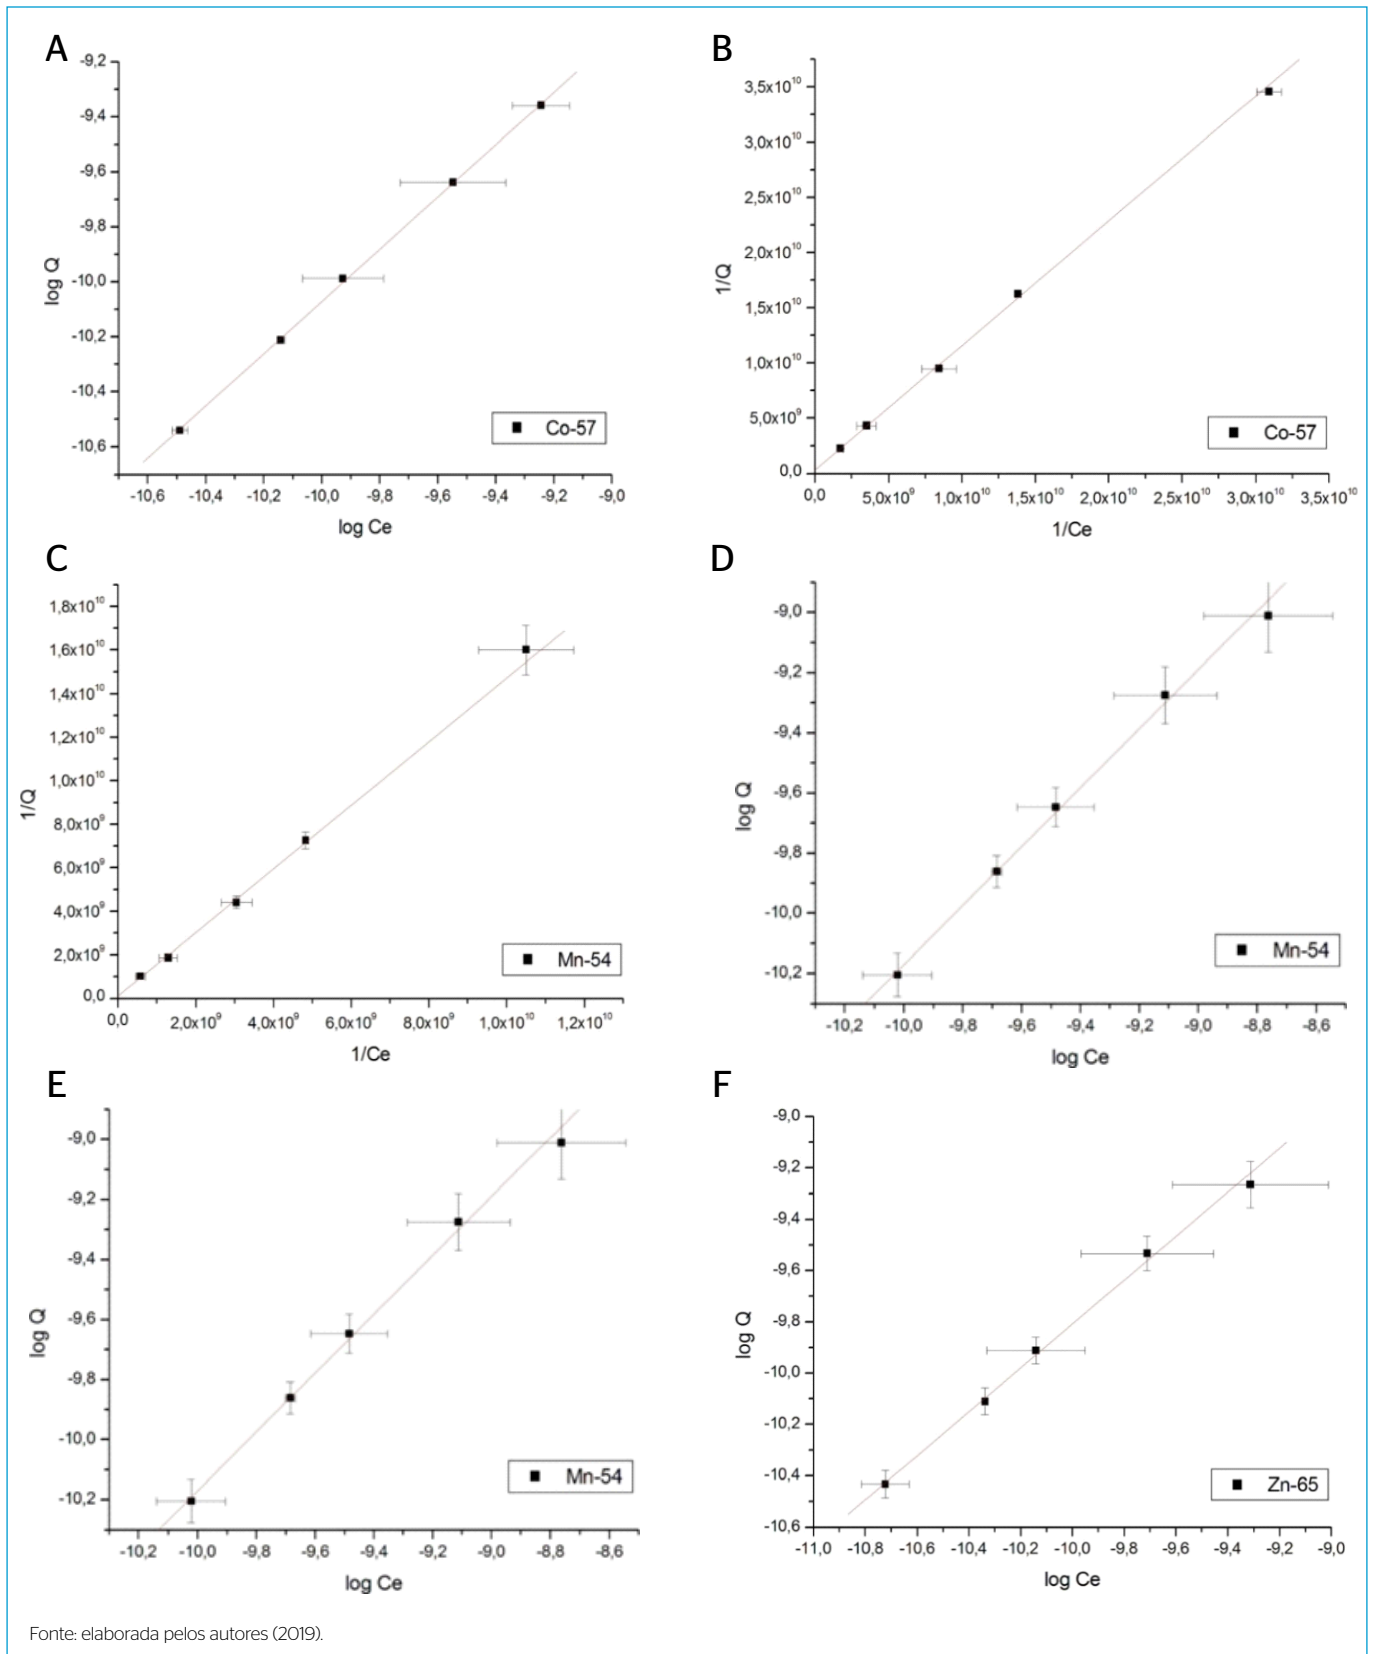 A
-9,2
-9,4
-9,6
-9,8
-10,0
-10,2
-10,4
-10,6
log Q
-10,6 -10,4 -10,2 -10,0 -9,8 -9,6 -9,4 -9,2 -9,0
log Ce
Co-57
B
3,5x10¹⁰
3,0x10¹⁰
2,5x10¹⁰
2,0x10¹⁰
1,5x10¹⁰
1,0x10¹⁰
5,0x10⁹
0,0
1/Q
0,0 5,0x10⁹ 1,0x10¹⁰ 1,5x10¹⁰ 2,0x10¹⁰ 2,5x10¹⁰ 3,0x10¹⁰ 3,5x10¹⁰
1/Ce
Co-57
C
1,8x10¹⁰
1,6x10¹⁰
1,4x10¹⁰
1,2x10¹⁰
1,0x10¹⁰
8,0x10⁹
6,0x10⁹
4,0x10⁹
2,0x10⁹
0,0
1/Q
0,0 2,0x10⁹ 4,0x10⁹ 6,0x10⁹ 8,0x10⁹ 1,0x10¹⁰ 1,2x10¹⁰
1/Ce
Mn-54
D
-9,0
-9,2
-9,4
-9,6
-9,8
-10,0
-10,2
log Q
-10,2 -10,0 -9,8 -9,6 -9,4 -9,2 -9,0 -8,8 -8,6
log Ce
Mn-54
E
-9,0
-9,2
-9,4
-9,6
-9,8
-10,0
-10,2
log Q
-10,2 -10,0 -9,8 -9,6 -9,4 -9,2 -9,0 -8,8 -8,6
log Ce
Mn-54
F
-9,0
-9,2
-9,4
-9,6
-9,8
-10,0
-10,2
-10,4
-10,6
log Q
-11,0 -10,8 -10,6 -10,4 -10,2 -10,0 -9,8 -9,6 -9,4 -9,2 -9,0
log Ce
Zn-65
Fonte: elaborada pelos autores (2019).